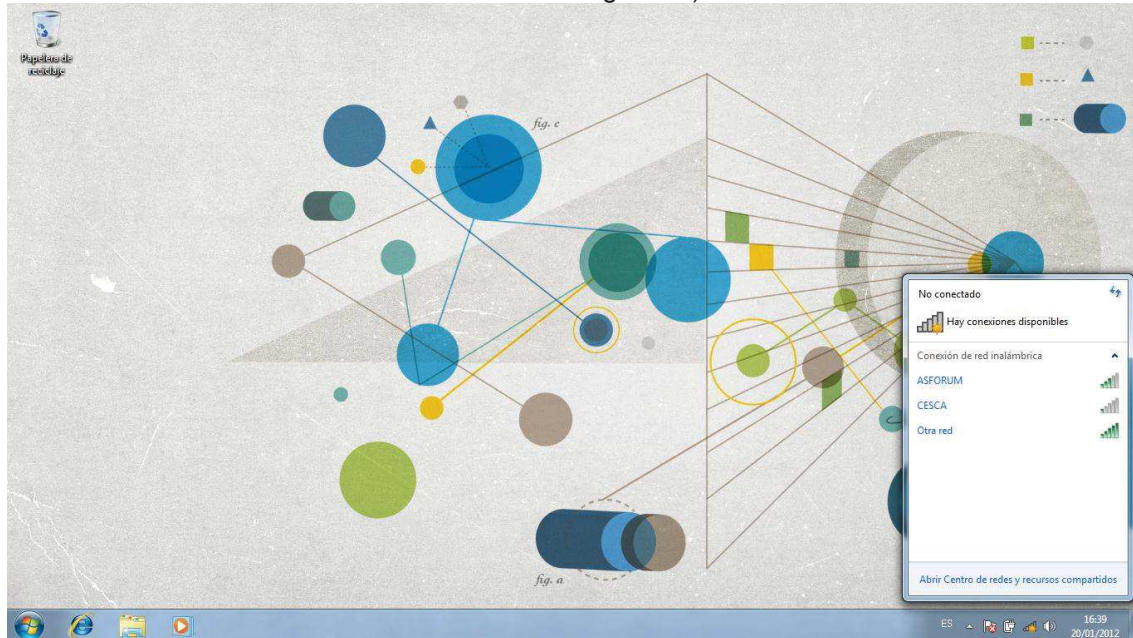 Papelera de
reciclaje
fig. c
No conectado
Hay conexiones disponibles
Conexión de red inalámbrica
ASFORUM
CESCA
Otra red
Abrir Centro de redes y recursos compartidos
fig. a
ES
16:39
20/01/2012